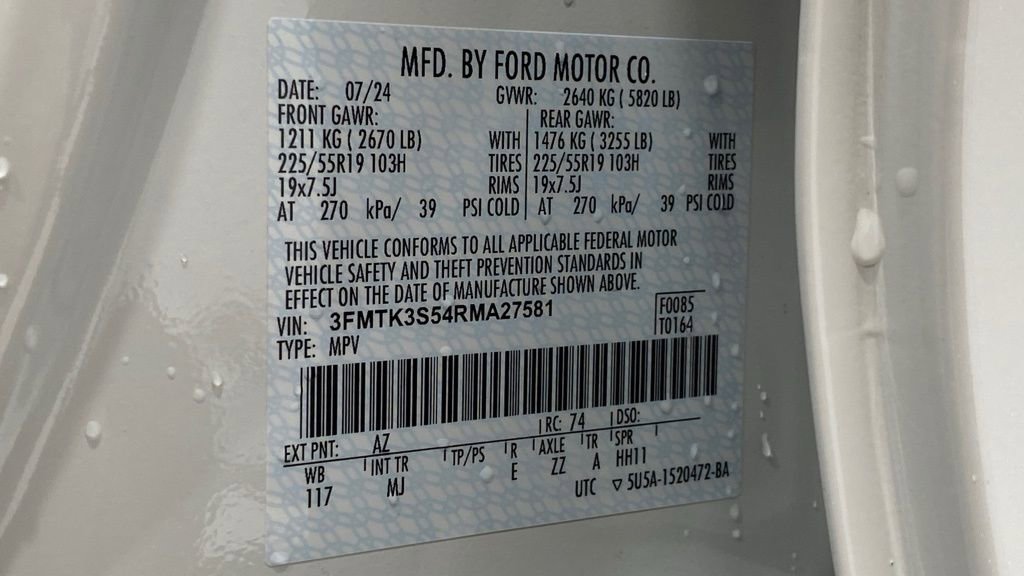 MFD. BY FORD MOTOR CO.
DATE: 07/24 GVWR: 2640 KG ( 5820 LB)
FRONT GAWR: REAR GAWR:
1211 KG ( 2670 LB) WITH 1476 KG ( 3255 LB) WITH
225/55R19 103H TIRES 225/55R19 103H TIRES
19x7.5J RIMS 19x7.5J RIMS
AT 270 kPa/ 39 PSI COLD AT 270 kPa/ 39 PSI COLD
THIS VEHICLE CONFORMS TO ALL APPLICABLE FEDERAL MOTOR
VEHICLE SAFETY AND THEFT PREVENTION STANDARDS IN
EFFECT ON THE DATE OF MANUFACTURE SHOWN ABOVE.
VIN: 3FMTK3S54RMA27581 F0085
TYPE: MPV T0164
EXT PNT: AZ RC: 74 DSO:
WB INT TR TP/PS R AXLE TR SPR
117 MJ E ZZ A HH11
UTC ▽ 5U5A-1520472-BA